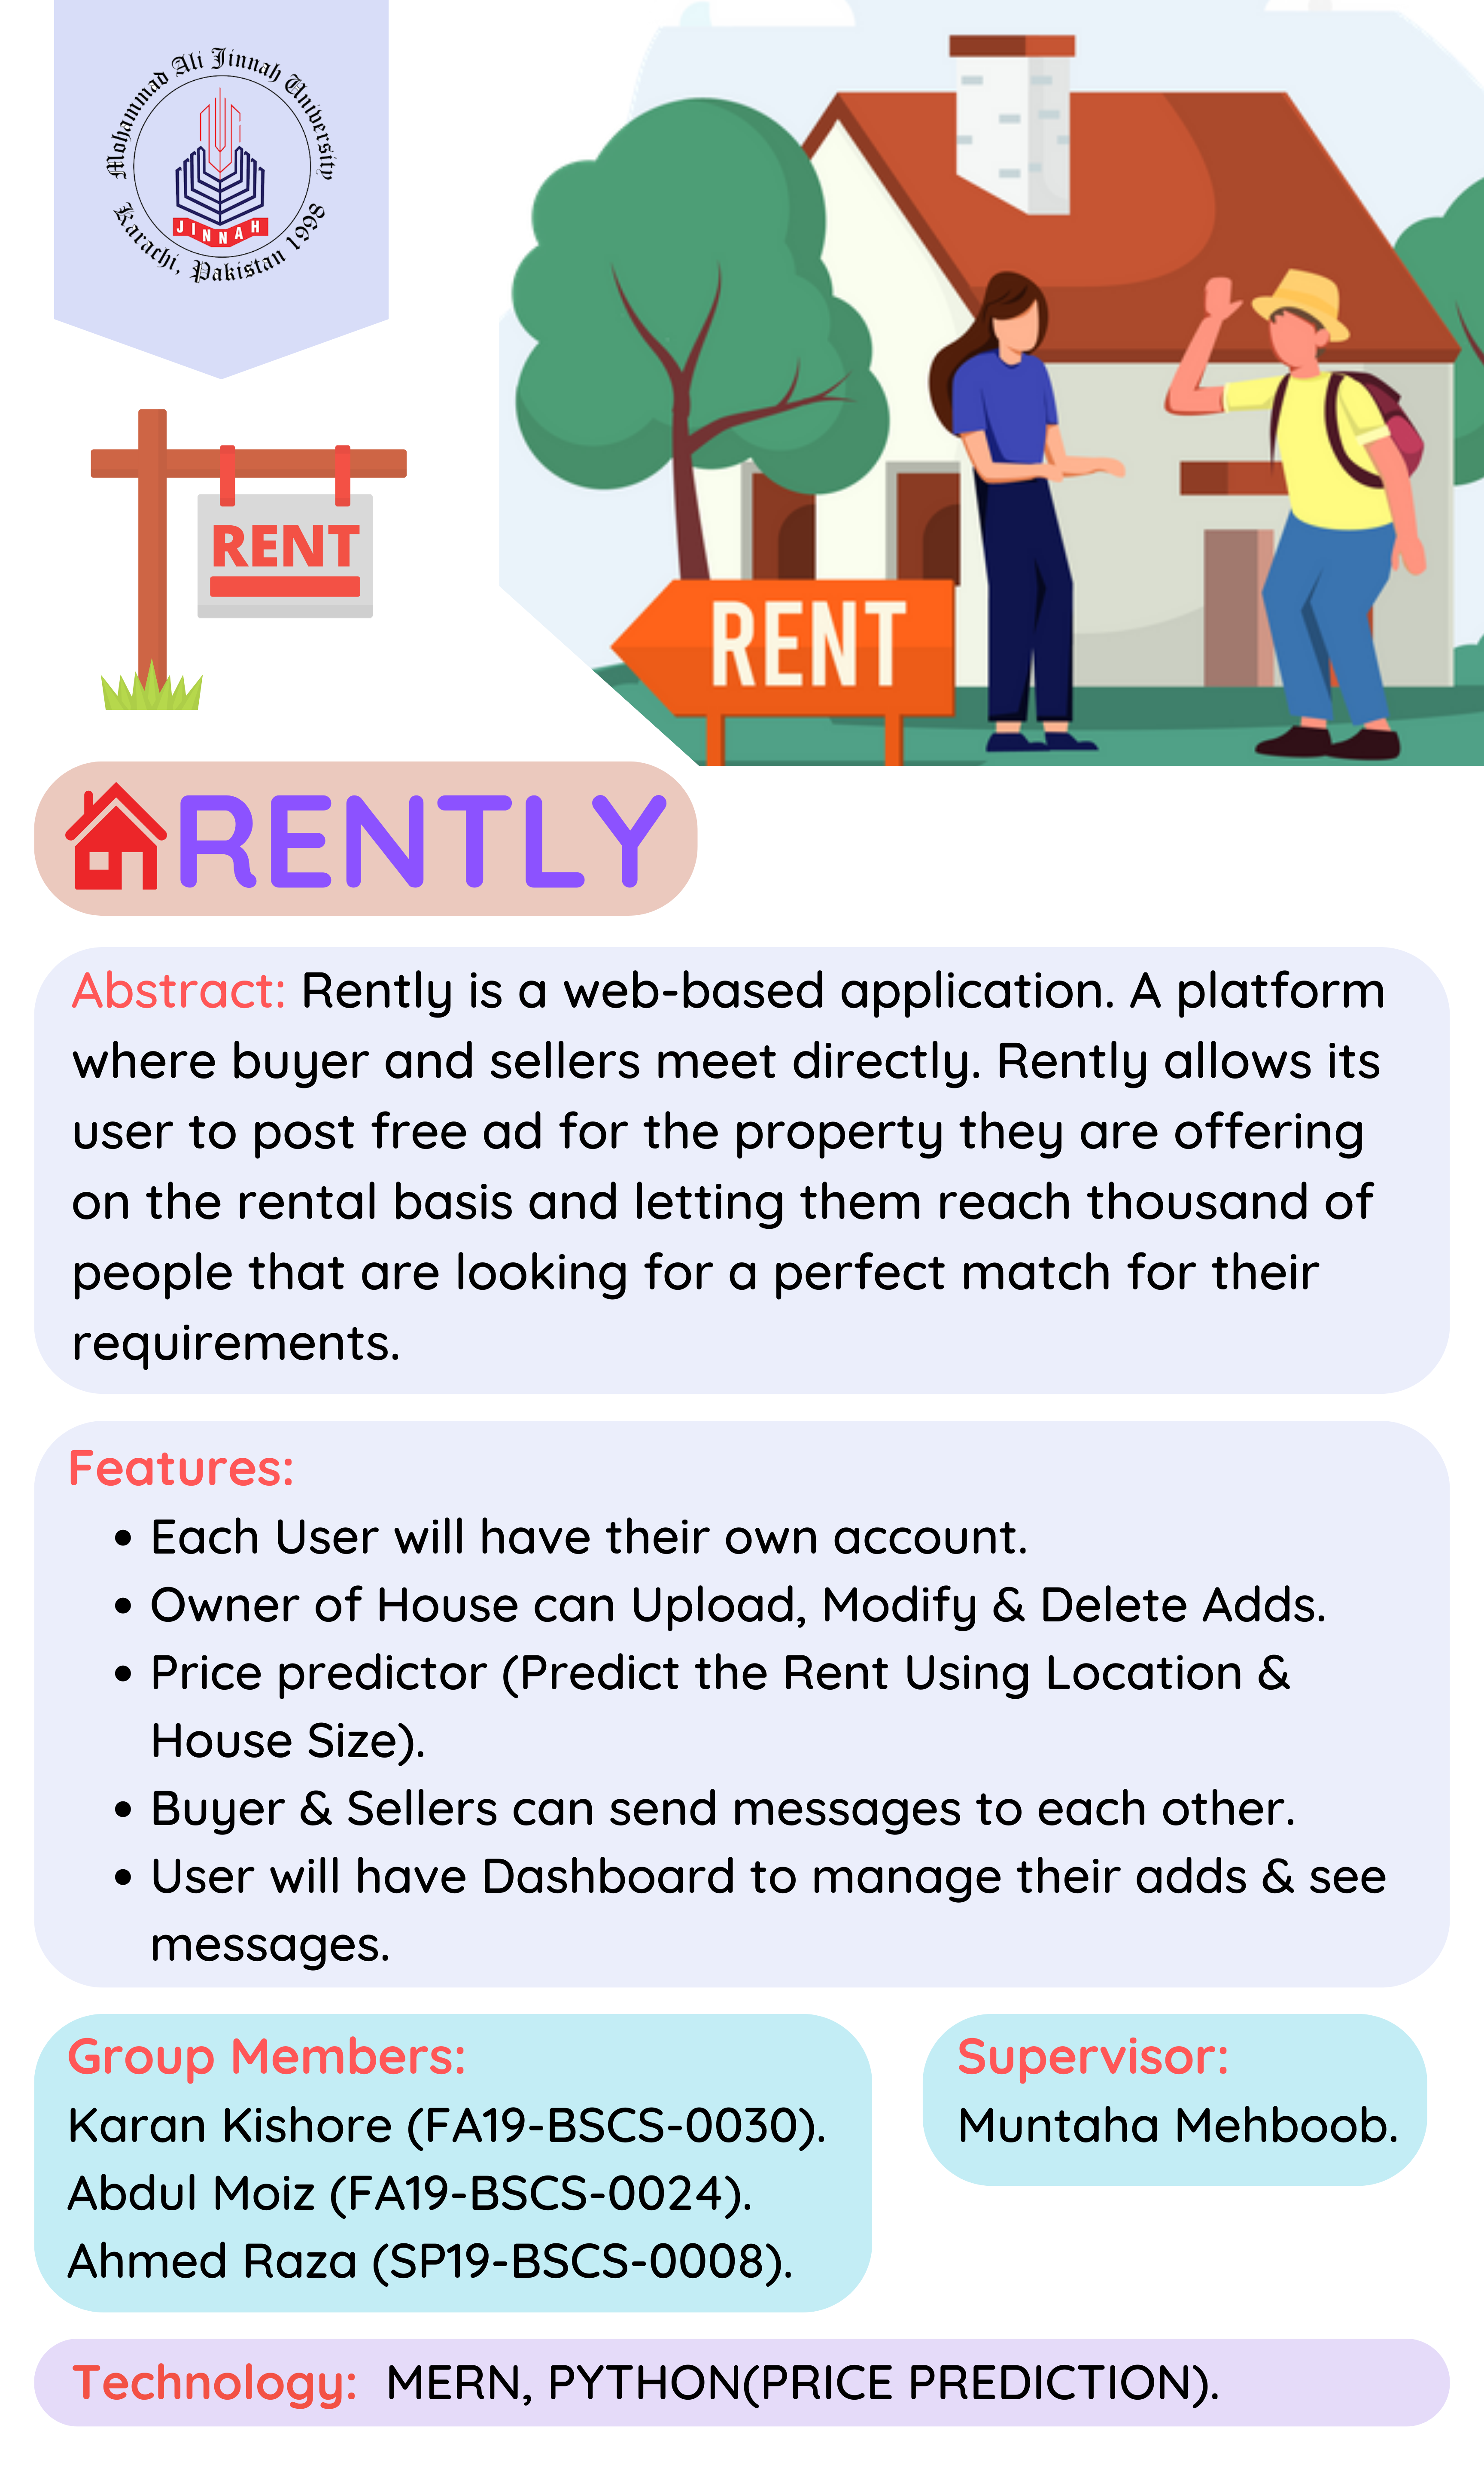 Mohammad Ali Jinnah University
JINNAH
Karachi, Pakistan 1998
RENT
RENT
RENTLY
Abstract: Rently is a web-based application. A platform
where buyer and sellers meet directly. Rently allows its
user to post free ad for the property they are offering
on the rental basis and letting them reach thousand of
people that are looking for a perfect match for their
requirements.
Features:
• Each User will have their own account.
• Owner of House can Upload, Modify & Delete Adds.
• Price predictor (Predict the Rent Using Location &
House Size).
• Buyer & Sellers can send messages to each other.
• User will have Dashboard to manage their adds & see
messages.
Group Members:
Karan Kishore (FA19-BSCS-0030).
Abdul Moiz (FA19-BSCS-0024).
Ahmed Raza (SP19-BSCS-0008).
Supervisor:
Muntaha Mehboob.
Technology: MERN, PYTHON(PRICE PREDICTION).